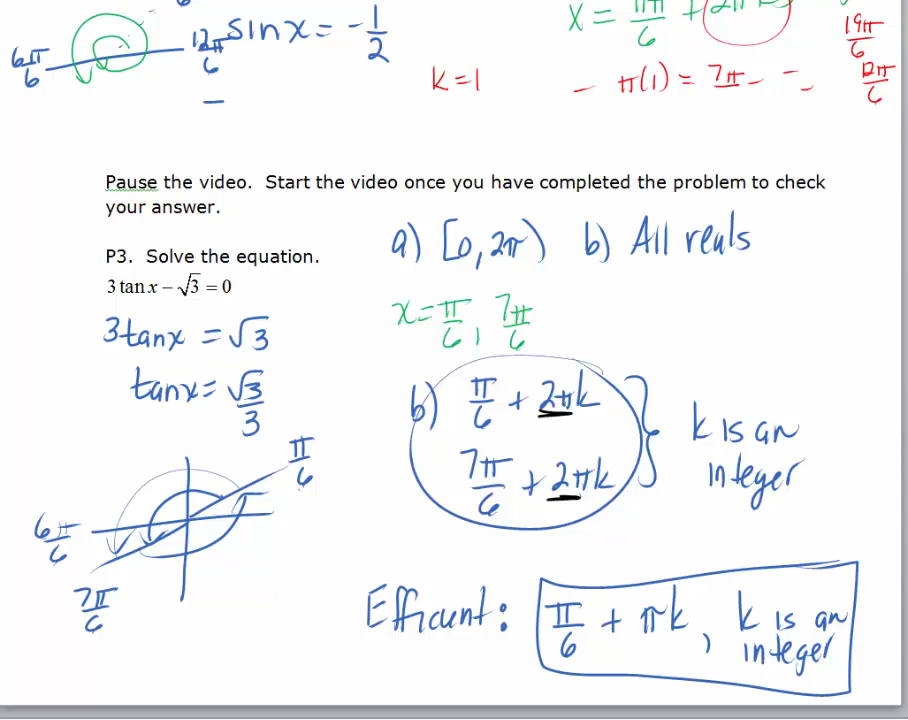 sin x = -1/2
6π/6
12π/6
x = 11π/6 + 2π
19π/6
k=1
- π(1) = 7π - -
12π/6
Pause the video. Start the video once you have completed the problem to check
your answer.
a) [0, 2π) b) All reals
P3. Solve the equation.
3 tan x − √3 = 0
x = π/6, 7π/6
3tanx = √3
tanx = √3/3
b) π/6 + 2πk
7π/6 + 2πk
k is an
integer
π/6
6π/6
7π/6
Efficient: π/6 + πk, k is an
integer